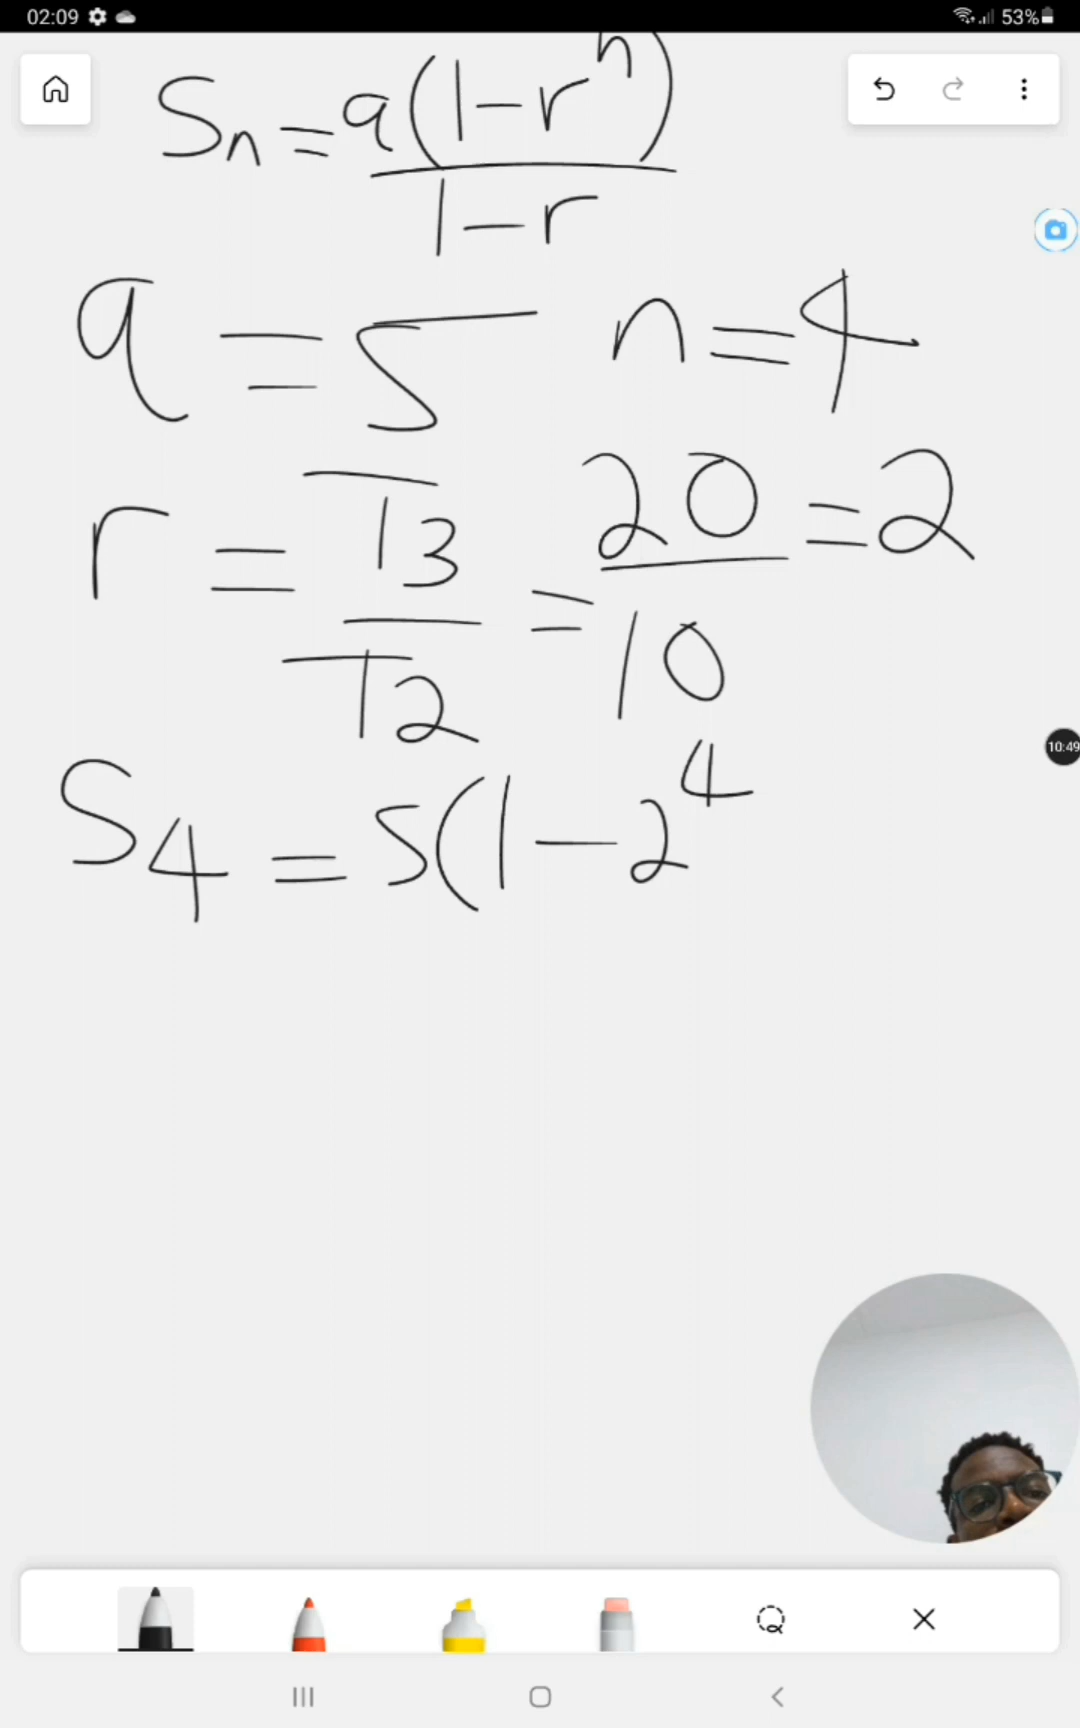 02:09 53%
Sn = a(1-r^n)
1-r
a = 5 n=4
r = T3 = 20 = 2
T2 10
10:49
S4 = 5(1-2^4